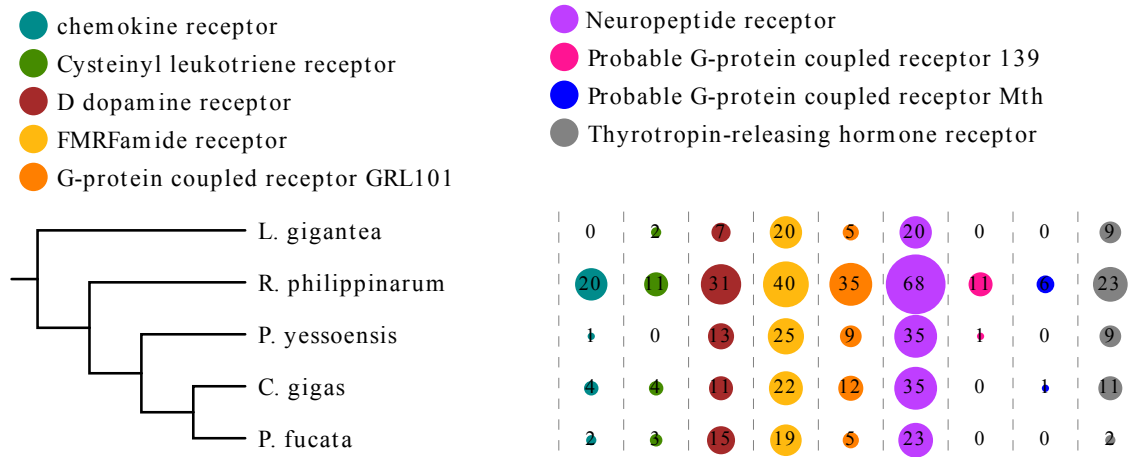 chemokine receptor
Cysteinyl leukotriene receptor
D dopamine receptor
FMRFamide receptor
G-protein coupled receptor GRL101
Neuropeptide receptor
Probable G-protein coupled receptor 139
Probable G-protein coupled receptor Mth
Thyrotropin-releasing hormone receptor
L. gigantea 0 2 7 20 5 20 0 0 9
R. philippinarum 20 11 31 40 35 68 11 6 23
P. yessoensis 1 0 13 25 9 35 1 0 9
C. gigas 4 4 11 22 12 35 0 1 11
P. fucata 2 3 15 19 5 23 0 0 2